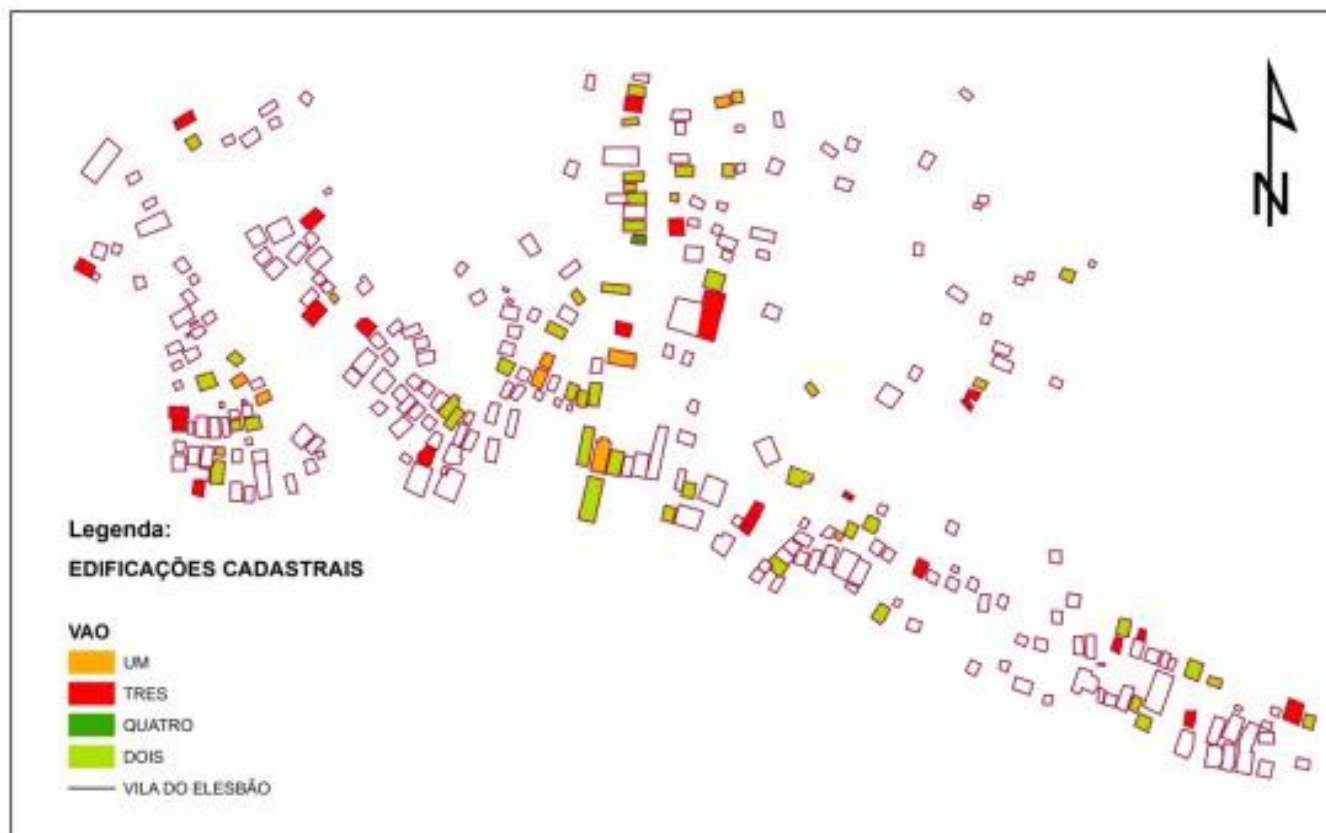 N
Legenda:
EDIFICAÇÕES CADASTRAIS
VAO
UM
TRES
QUATRO
DOIS
VILA DO ELESBÃO